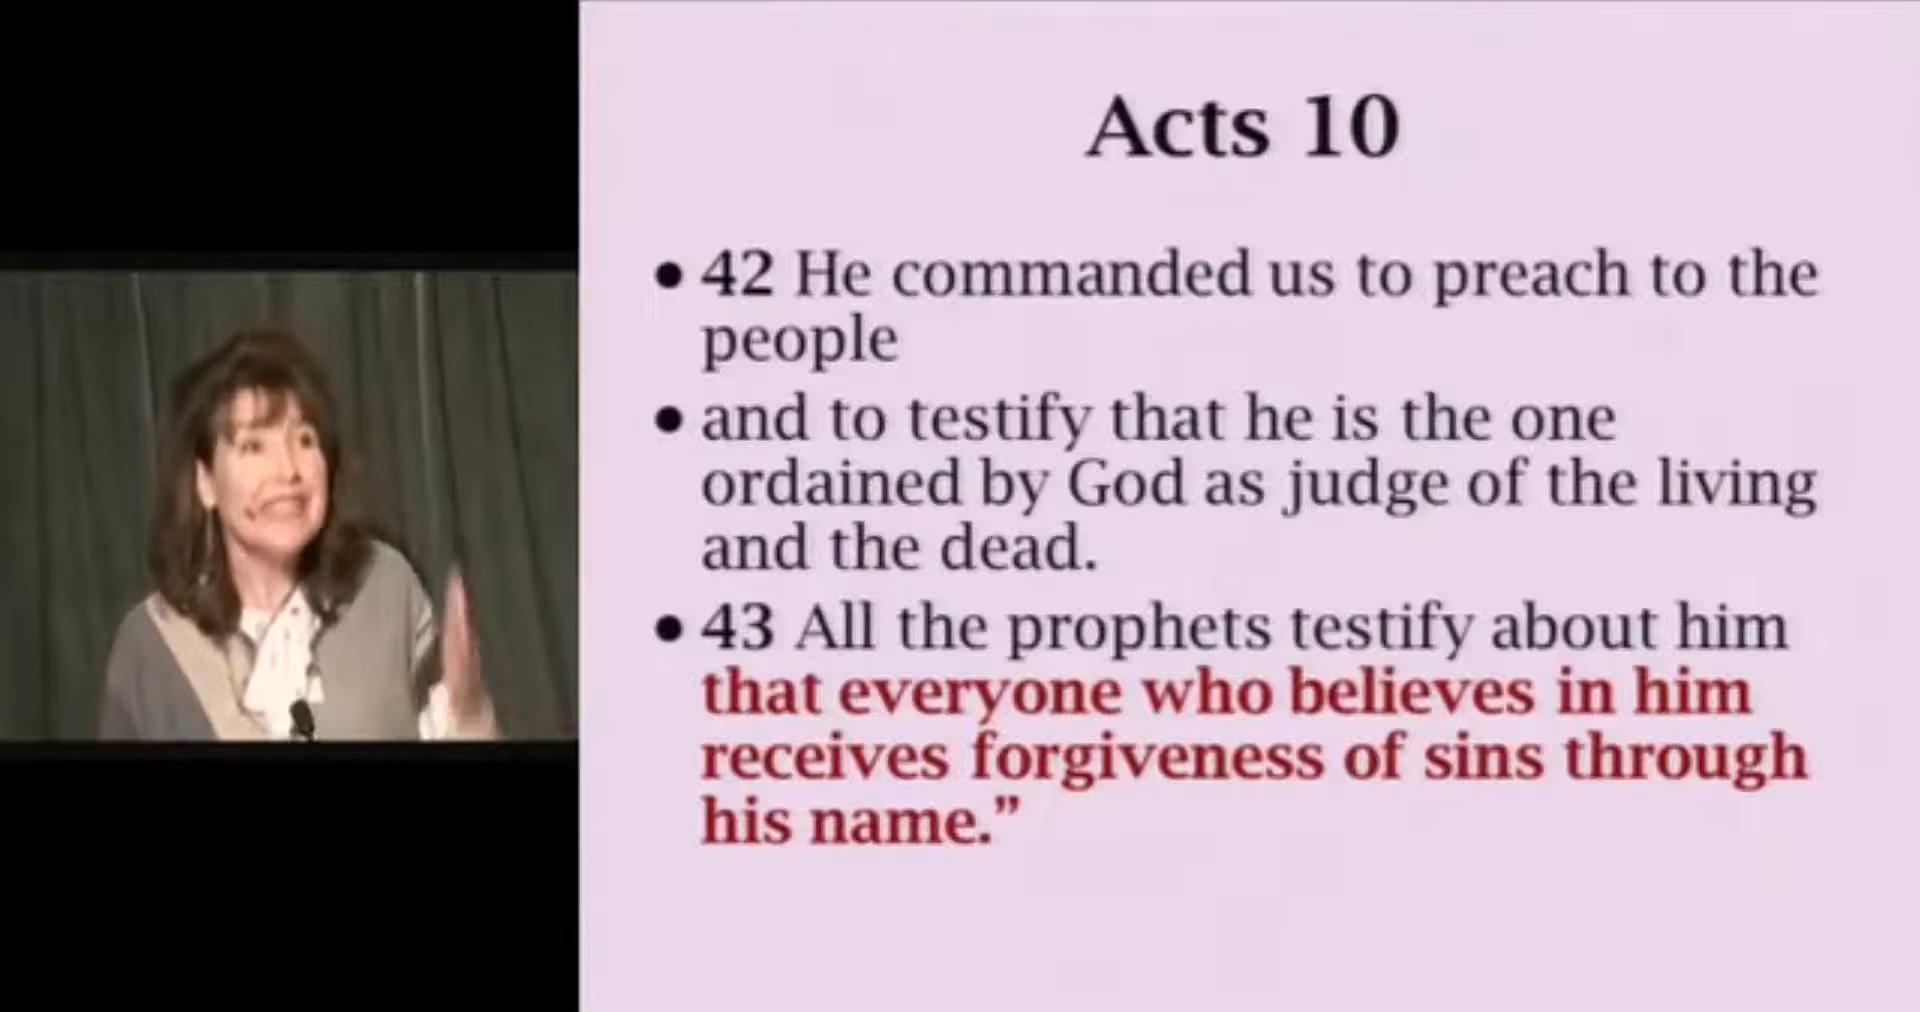 Acts 10
• 42 He commanded us to preach to the
people
• and to testify that he is the one
ordained by God as judge of the living
and the dead.
• 43 All the prophets testify about him
that everyone who believes in him
receives forgiveness of sins through
his name.”